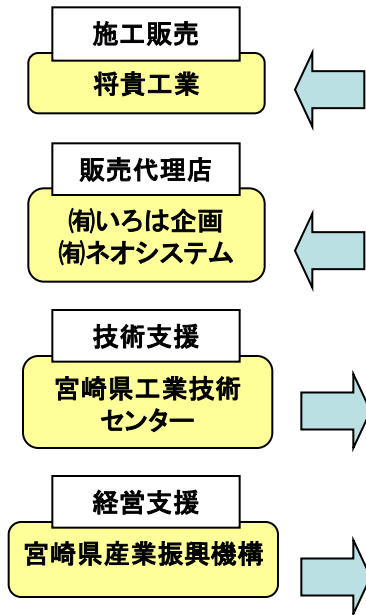 施工販売
将貴工業
販売代理店
㈲いろは企画
㈲ネオシステム
技術支援
宮崎県工業技術
センター
経営支援
宮崎県産業振興機構